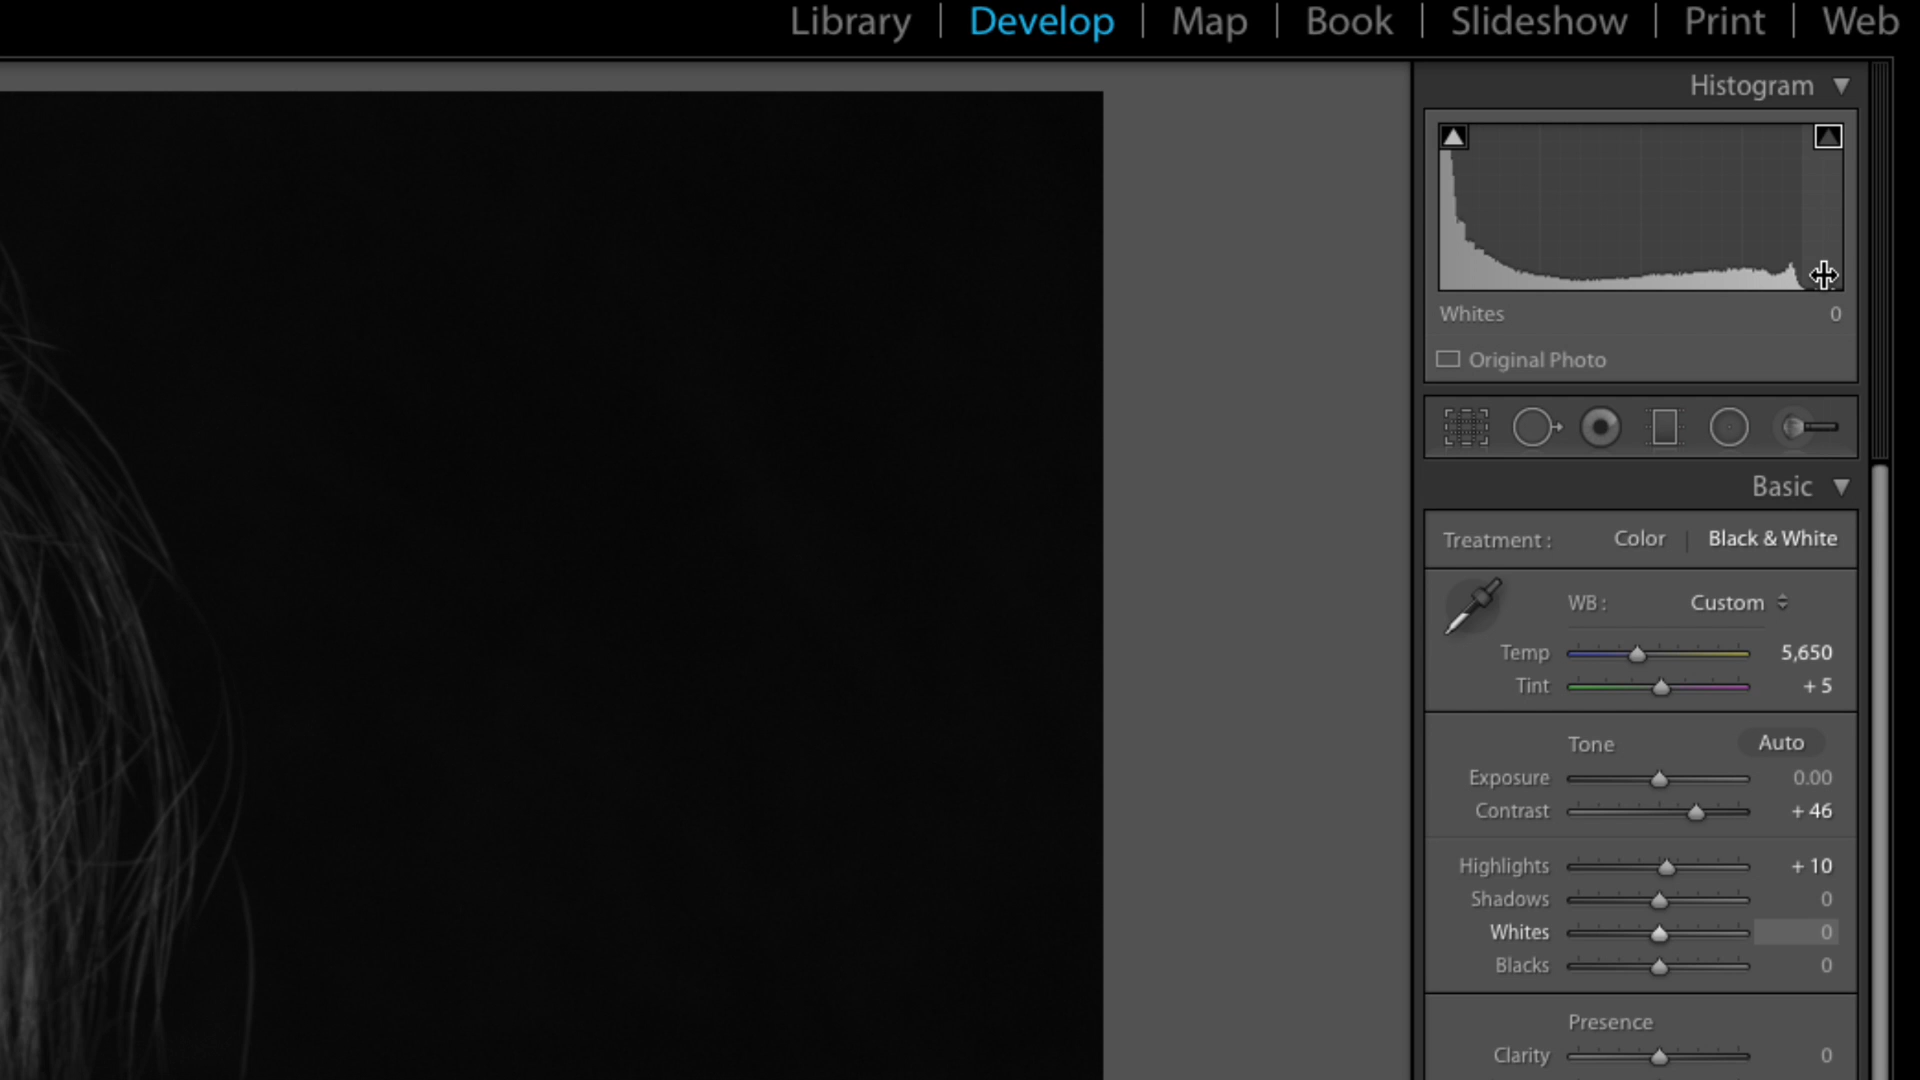 Library | Develop | Map | Book | Slideshow | Print | Web
Histogram
Whites 0
Original Photo
Basic
Treatment : Color | Black & White
WB : Custom
Temp 5,650
Tint + 5
Tone Auto
Exposure 0.00
Contrast + 46
Highlights + 10
Shadows 0
Whites 0
Blacks 0
Presence
Clarity 0